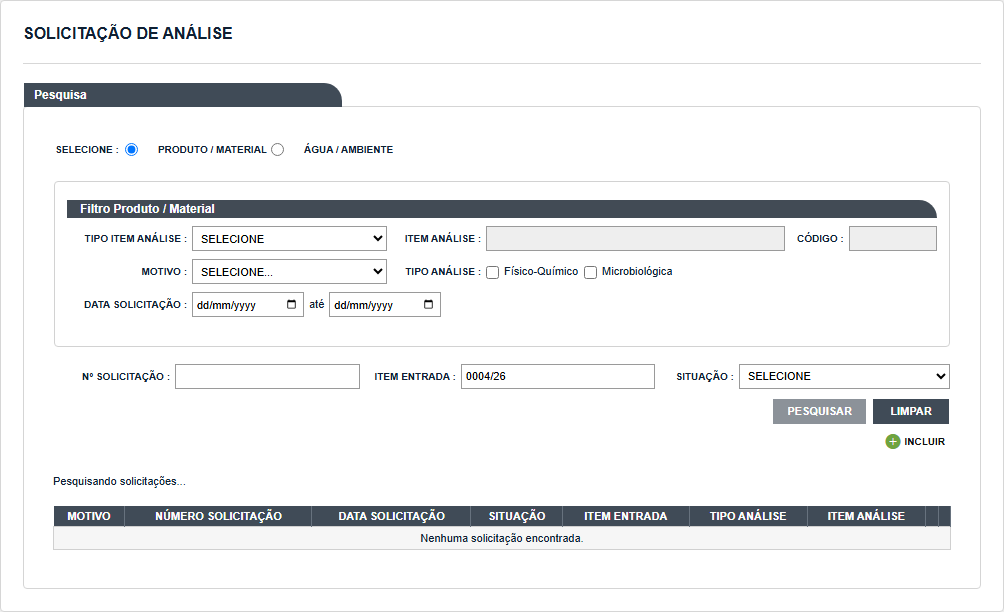 SOLICITAÇÃO DE ANÁLISE
Pesquisa
SELECIONE : PRODUTO / MATERIAL ÁGUA / AMBIENTE
Filtro Produto / Material
TIPO ITEM ANÁLISE : SELECIONE ITEM ANÁLISE : CÓDIGO :
MOTIVO : SELECIONE... TIPO ANÁLISE : Físico-Químico Microbiológica
DATA SOLICITAÇÃO : dd/mm/yyyy até dd/mm/yyyy
Nº SOLICITAÇÃO : ITEM ENTRADA : 0004/26 SITUAÇÃO : SELECIONE
PESQUISAR LIMPAR
INCLUIR
Pesquisando solicitações...
MOTIVO NÚMERO SOLICITAÇÃO DATA SOLICITAÇÃO SITUAÇÃO ITEM ENTRADA TIPO ANÁLISE ITEM ANÁLISE
Nenhuma solicitação encontrada.